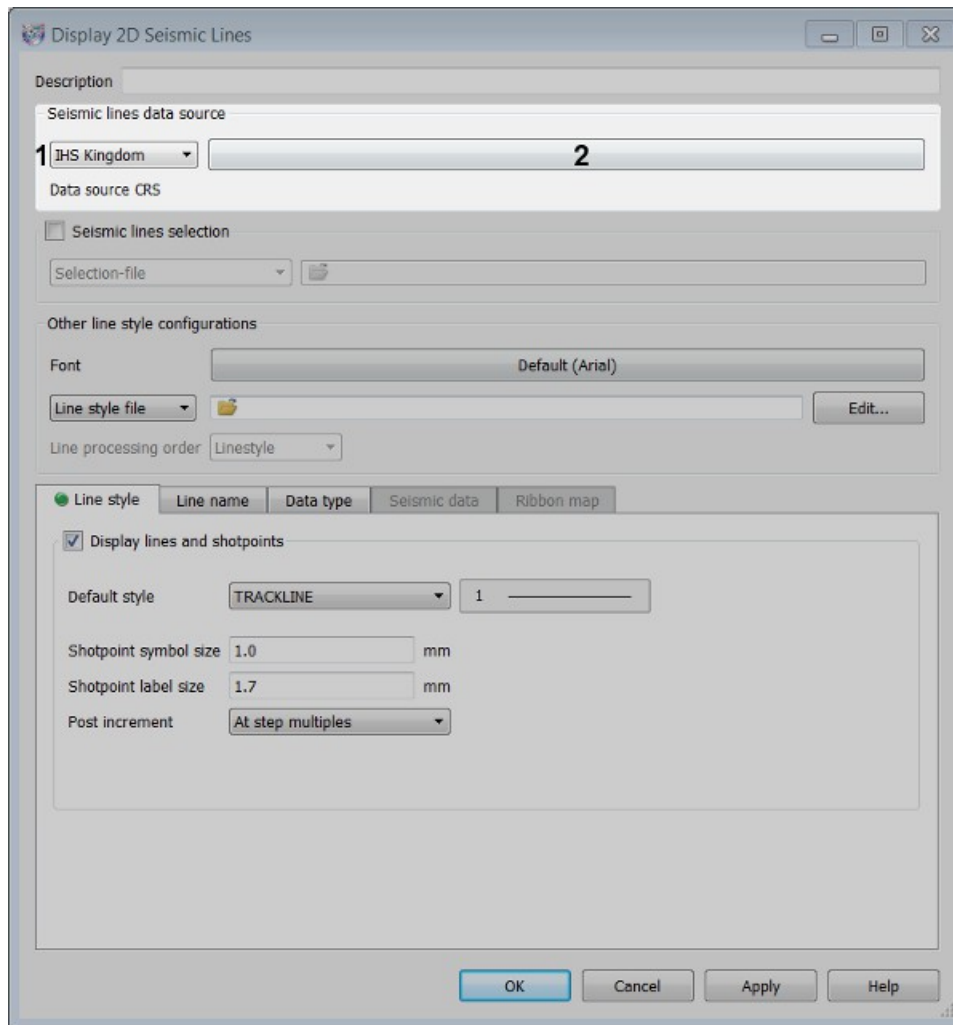 Display 2D Seismic Lines
Description
Seismic lines data source
1 IHS Kingdom 2
Data source CRS
Seismic lines selection
Selection-file
Other line style configurations
Font Default (Arial)
Line style file Edit...
Line processing order Linestyle
Line style Line name Data type Seismic data Ribbon map
Display lines and shotpoints
Default style TRACKLINE 1
Shotpoint symbol size 1.0 mm
Shotpoint label size 1.7 mm
Post increment At step multiples
OK Cancel Apply Help